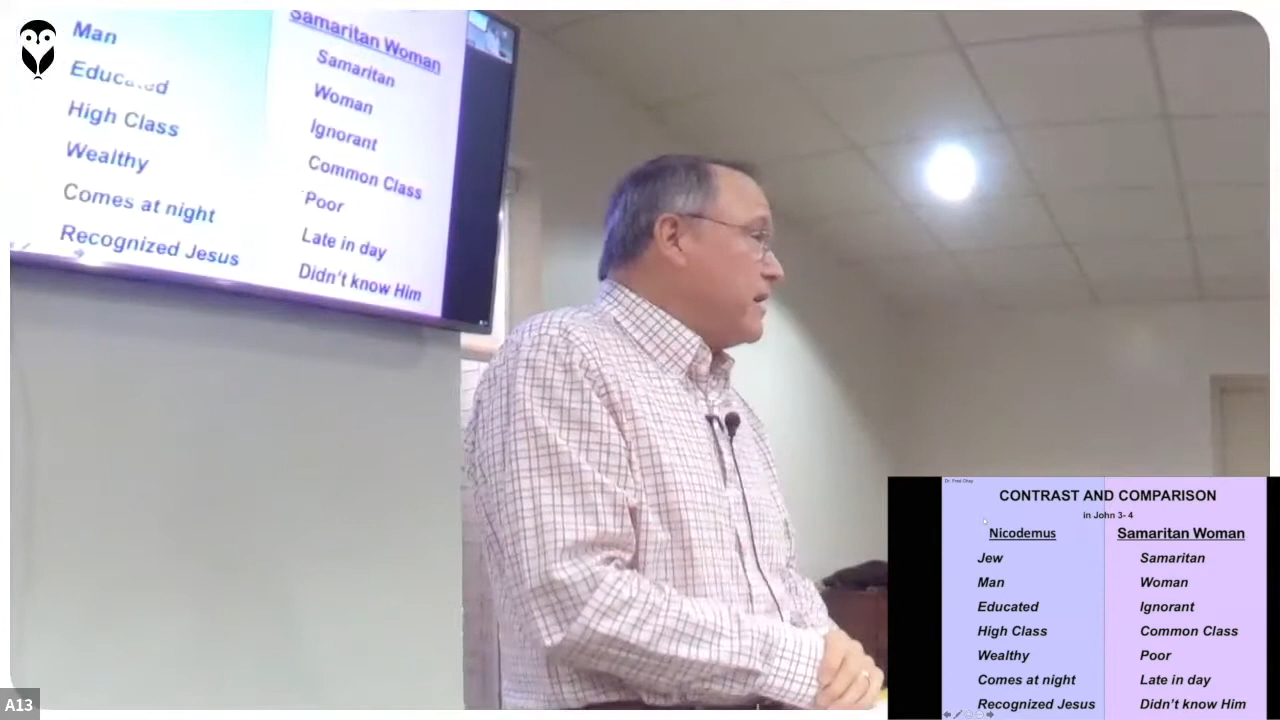 Man
Educated
High Class
Wealthy
Comes at night
Recognized Jesus
Samaritan Woman
Samaritan
Woman
Ignorant
Common Class
Poor
Late in day
Didn't know Him
A13
Dr. Fred Chay
CONTRAST AND COMPARISON
in John 3- 4
Nicodemus
Jew
Man
Educated
High Class
Wealthy
Comes at night
Recognized Jesus
Samaritan Woman
Samaritan
Woman
Ignorant
Common Class
Poor
Late in day
Didn't know Him